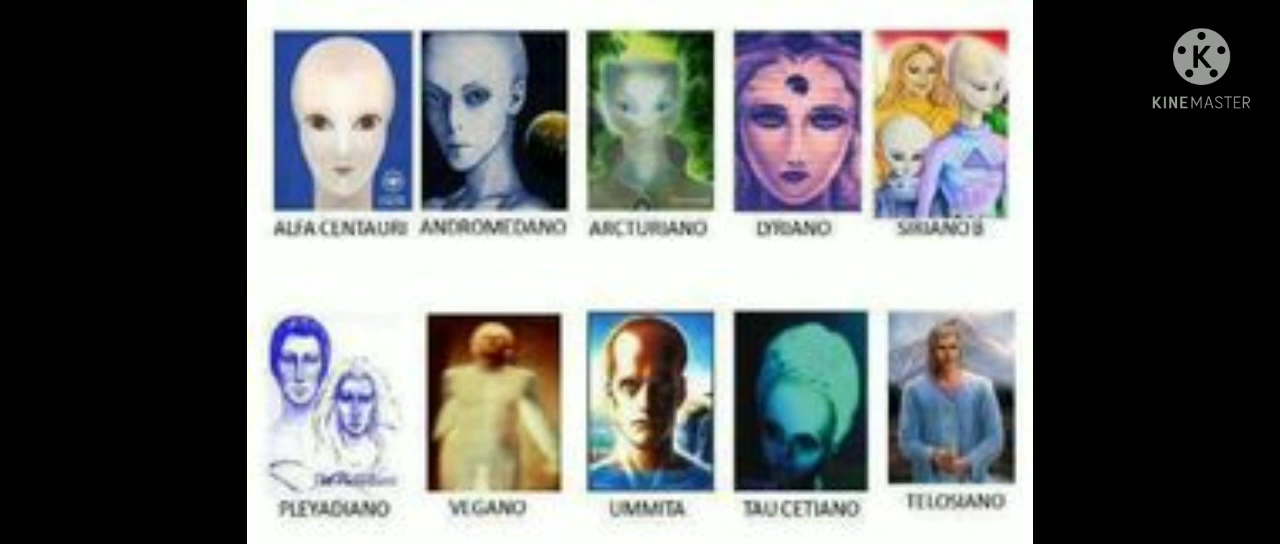 KINEMASTER
ALFA CENTAURI
ANDROMEDANO
ARCTURIANO
LYRIANO
SIRIANO B
PLEYADIANO
VEGANO
UMMITA
TAU CETIANO
TELOSIANO